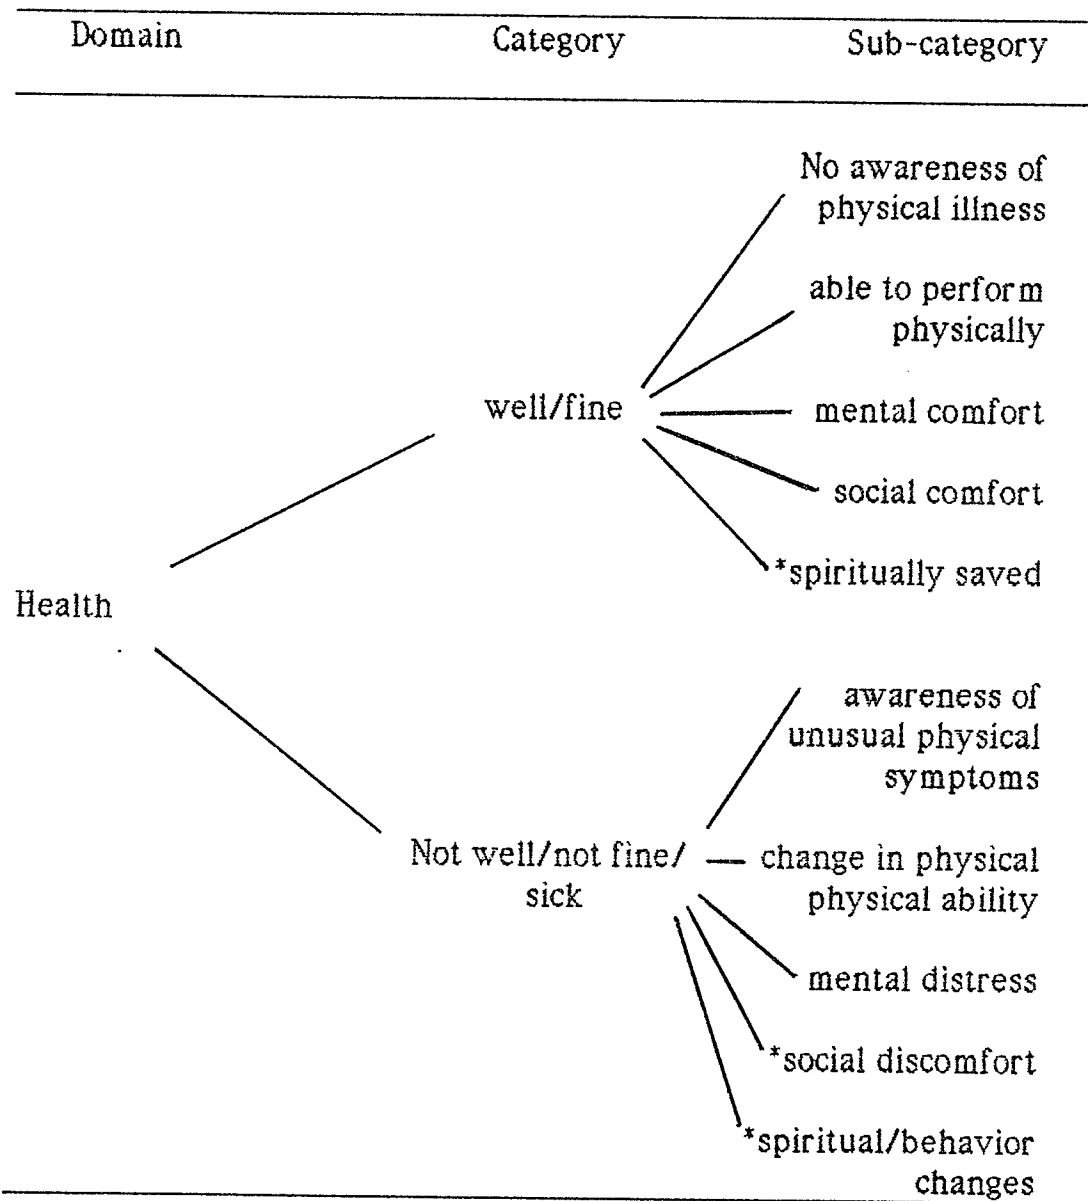 Domain Category Sub-category
No awareness of
physical illness
able to perform
physically
well/fine mental comfort
social comfort
*spiritually saved
Health
awareness of
unusual physical
symptoms
Not well/not fine/ change in physical
sick physical ability
mental distress
*social discomfort
*spiritual/behavior
changes